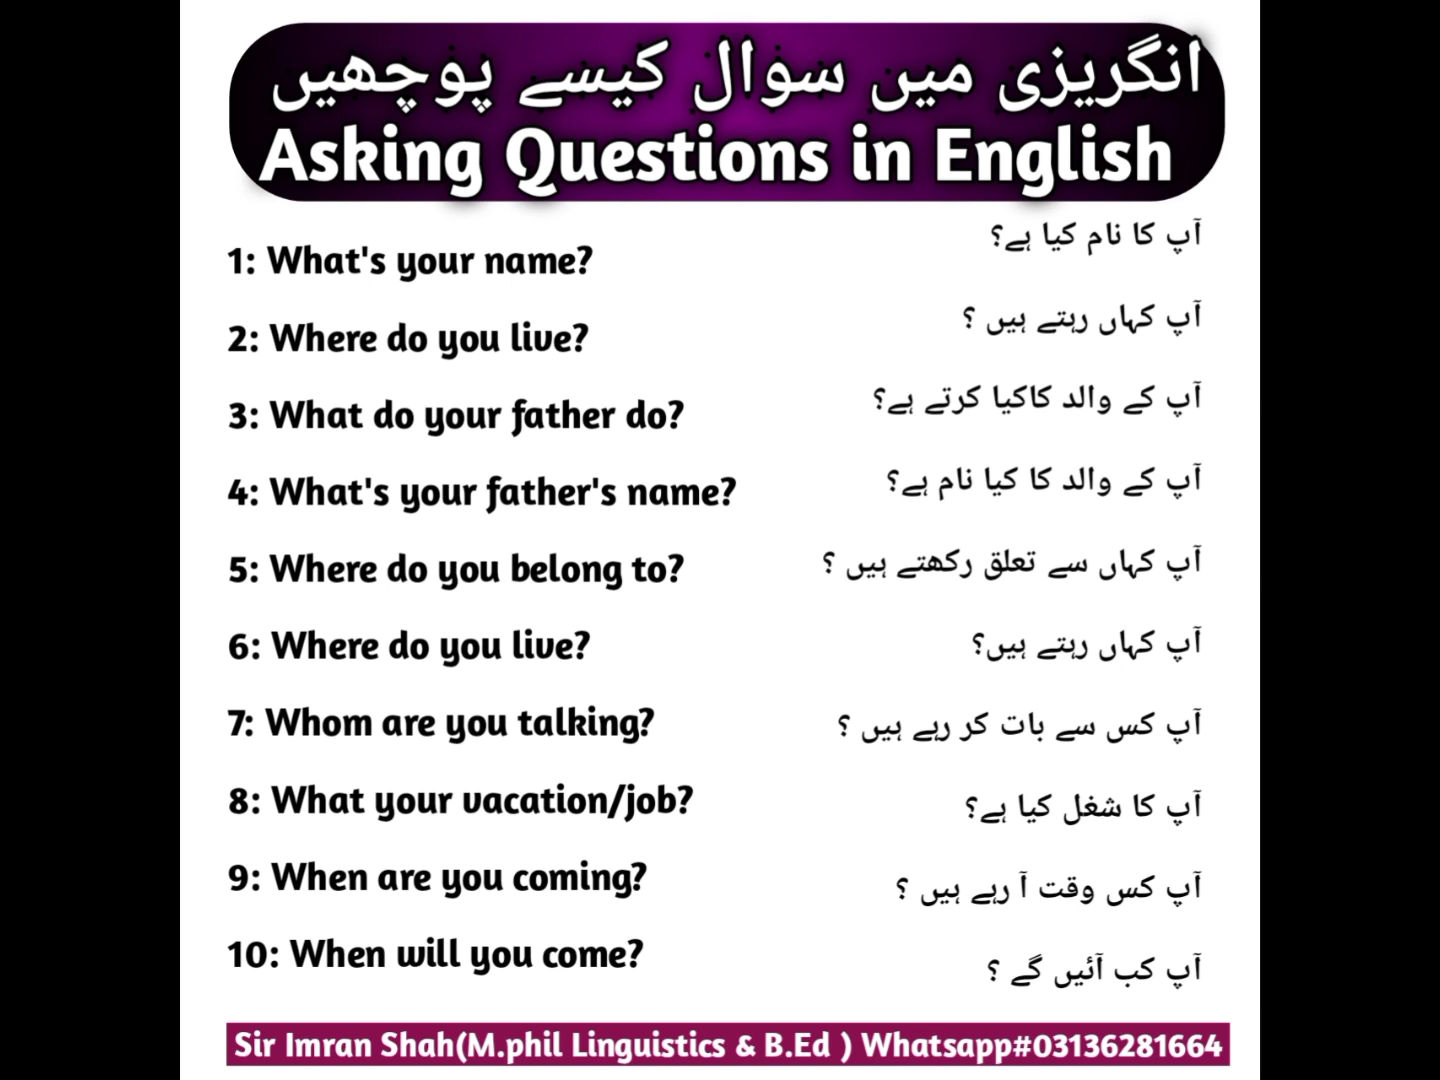 انگریزی میں سوال کیسے پوچھیں
Asking Questions in English
1: What's your name?
آپ کا نام کیا ہے؟
2: Where do you live?
آپ کہاں رہتے ہیں ؟
3: What do your father do?
آپ کے والد کاکیا کرتے ہے؟
4: What's your father's name?
آپ کے والد کا کیا نام ہے؟
5: Where do you belong to?
آپ کہاں سے تعلق رکھتے ہیں ؟
6: Where do you live?
آپ کہاں رہتے ہیں؟
7: Whom are you talking?
آپ کس سے بات کر رہے ہیں ؟
8: What your vacation/job?
آپ کا شغل کیا ہے؟
9: When are you coming?
آپ کس وقت آ رہے ہیں ؟
10: When will you come?
آپ کب آئیں گے ؟
Sir Imran Shah(M.phil Linguistics & B.Ed ) Whatsapp#03136281664